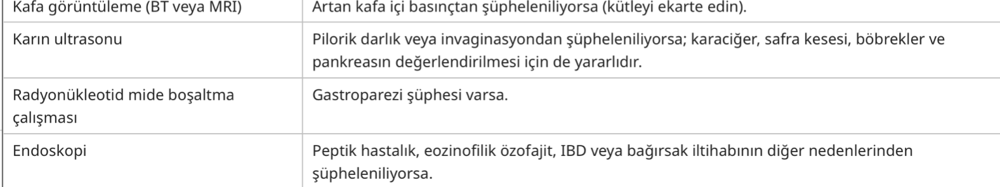 Kafa görüntüleme (BT veya MRI)
Artan kafa içi basınçtan şüpheleniliyorsa (kütleyi ekarte edin).
Karın ultrasonu
Pilorik darlık veya invaginasyondan şüpheleniliyorsa; karaciğer, safra kesesi, böbrekler ve
pankreasın değerlendirilmesi için de yararlıdır.
Radyonükleotid mide boşaltma
çalışması
Gastroparezi şüphesi varsa.
Endoskopi
Peptik hastalık, eozinofilik özofajit, IBD veya bağırsak iltihabının diğer nedenlerinden
şüpheleniliyorsa.